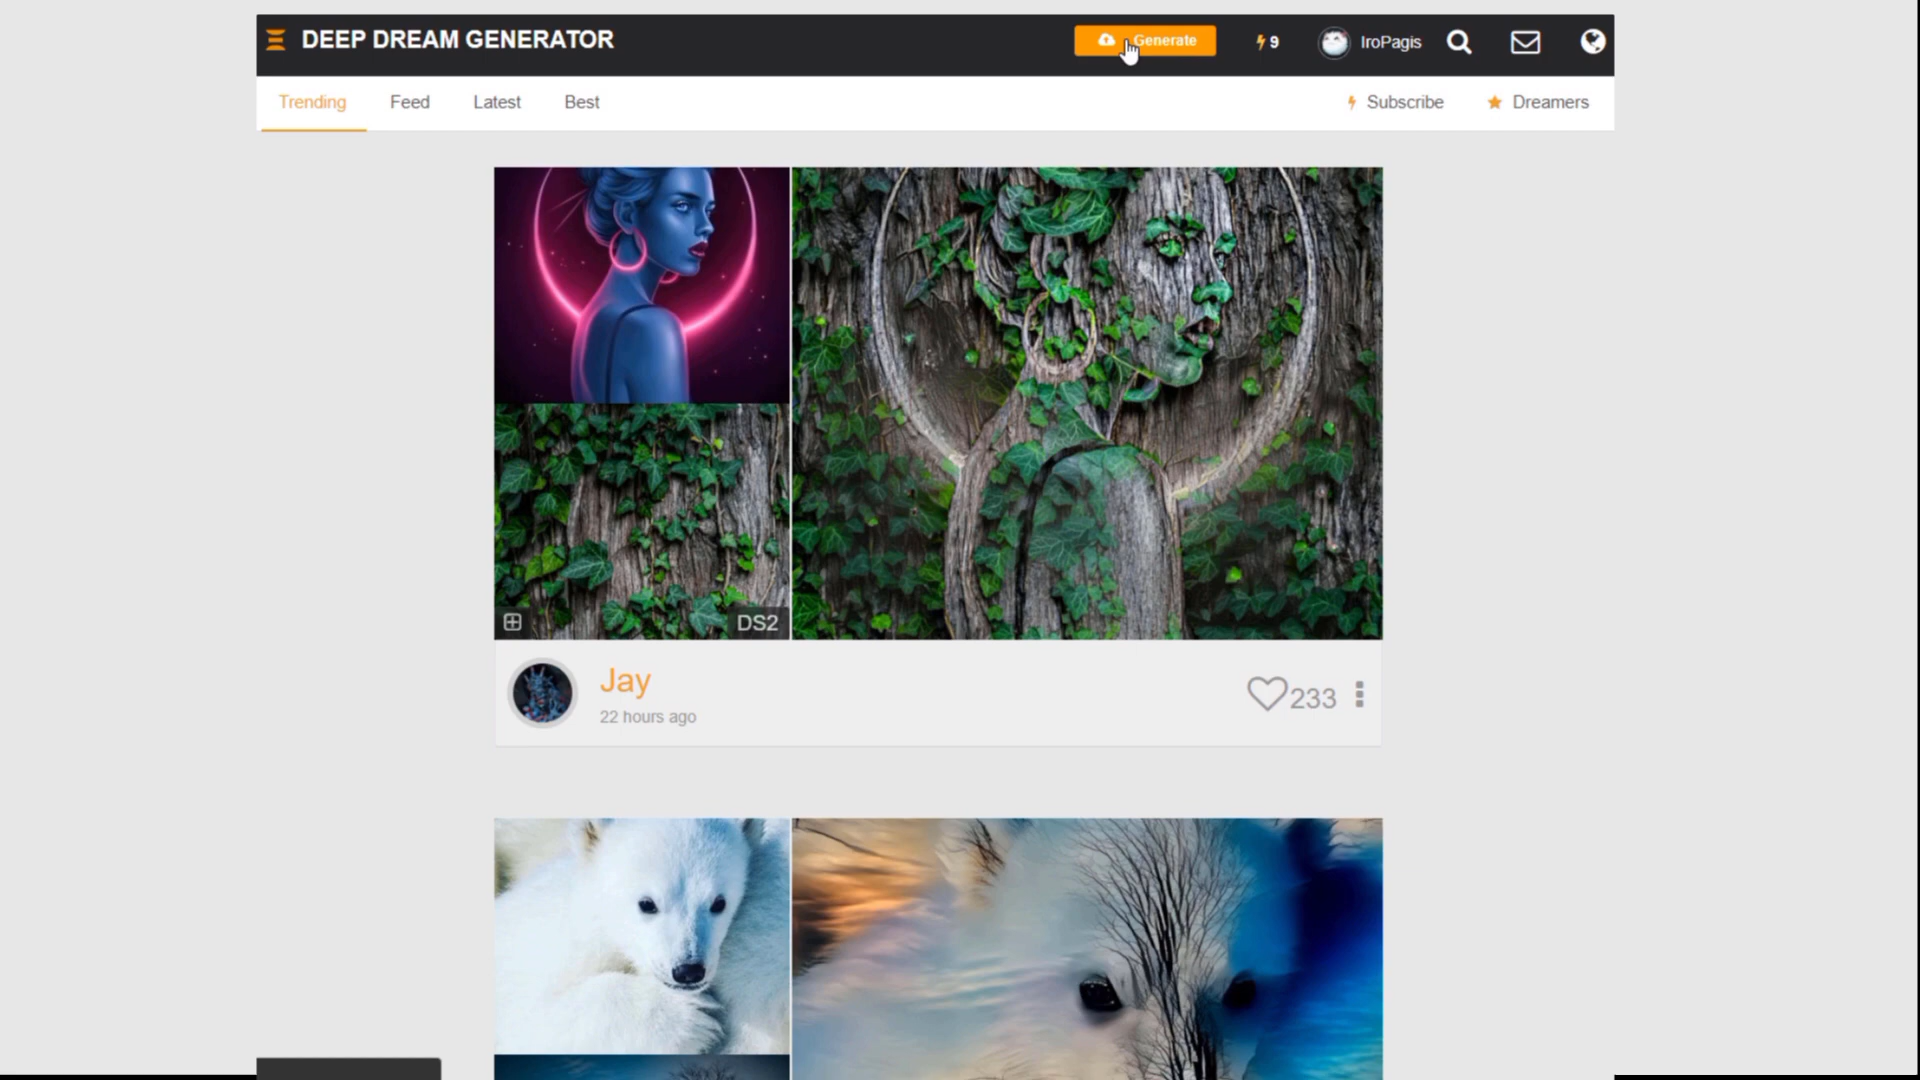 DEEP DREAM GENERATOR
Generate
9
IroPagis
Trending
Feed
Latest
Best
Subscribe
Dreamers
DS2
Jay
22 hours ago
233